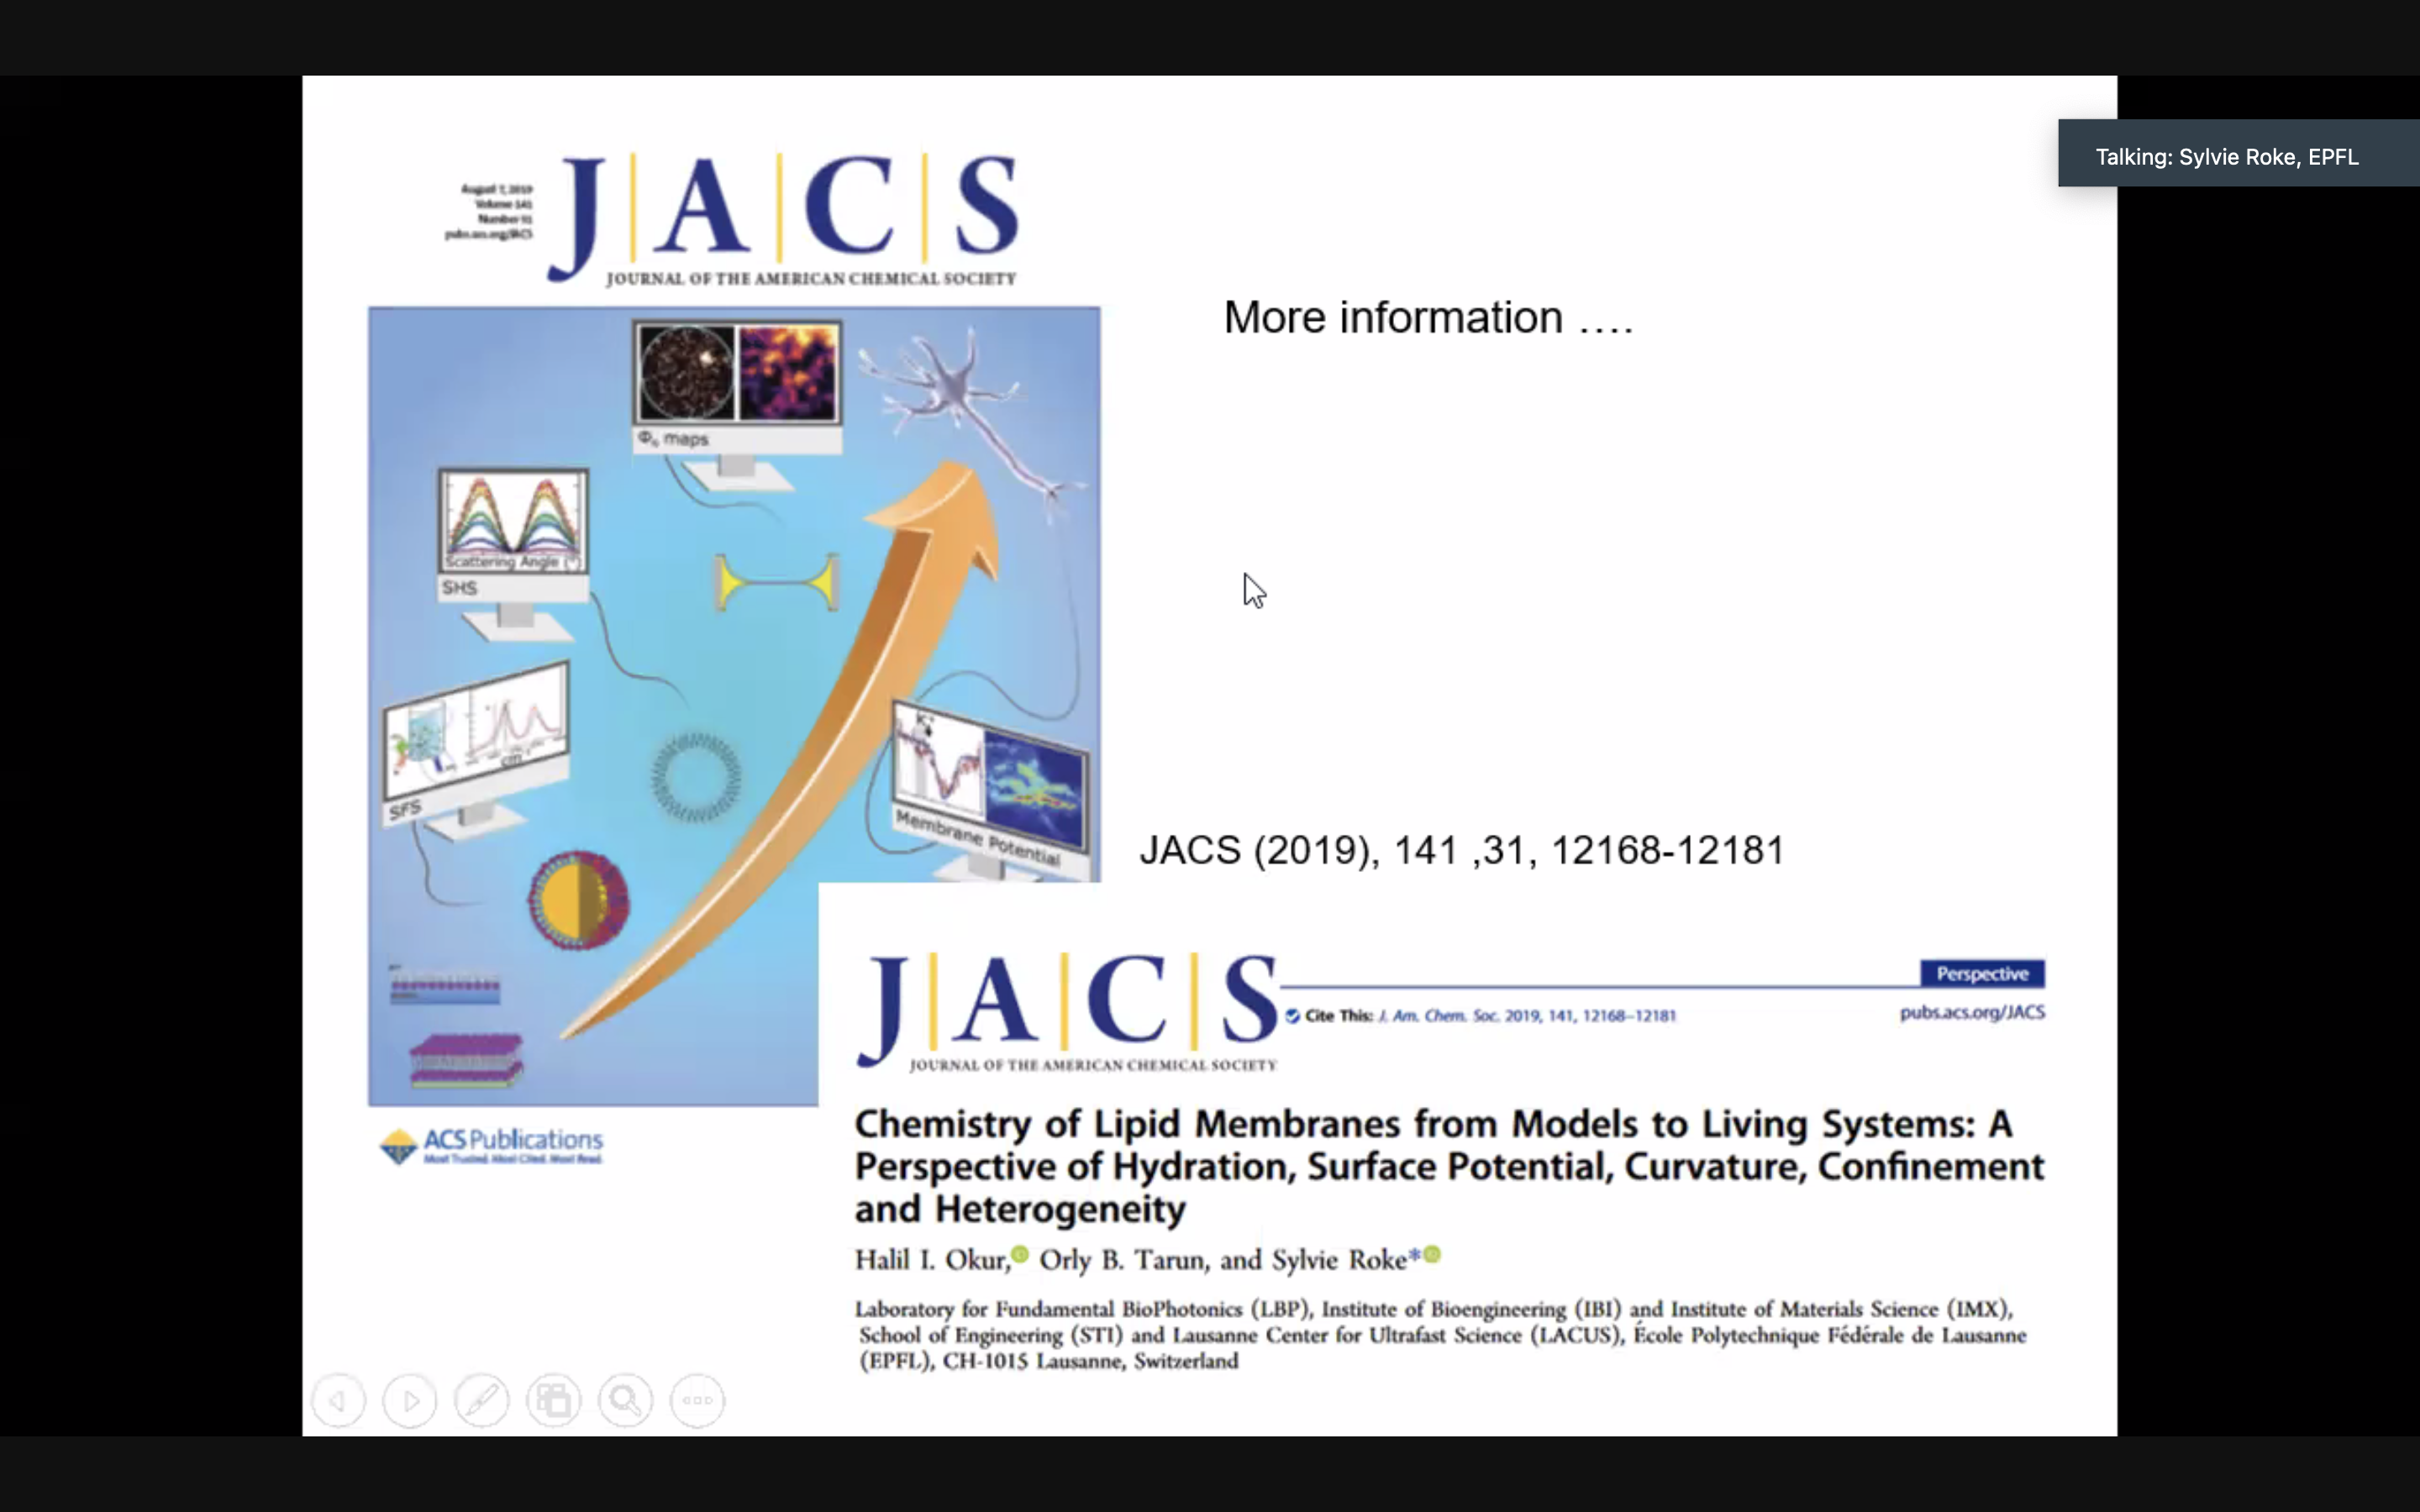 Talking: Sylvie Roke, EPFL
August 7, 2019
Volume 141
Number 31
pubs.acs.org/JACS
J|A|C|S
JOURNAL OF THE AMERICAN CHEMICAL SOCIETY
More information ....
Φ₀ maps
Scattering Angle (°)
SHS
cm
SFS
K⁺
Membrane Potential
JACS (2019), 141 ,31, 12168-12181
ACS Publications
Most Trusted. Most Cited. Most Read.
J|A|C|S
JOURNAL OF THE AMERICAN CHEMICAL SOCIETY
Perspective
Cite This: J. Am. Chem. Soc. 2019, 141, 12168–12181
pubs.acs.org/JACS
Chemistry of Lipid Membranes from Models to Living Systems: A
Perspective of Hydration, Surface Potential, Curvature, Confinement
and Heterogeneity
Halil I. Okur, Orly B. Tarun, and Sylvie Roke*
Laboratory for Fundamental BioPhotonics (LBP), Institute of Bioengineering (IBI) and Institute of Materials Science (IMX),
School of Engineering (STI) and Lausanne Center for Ultrafast Science (LACUS), École Polytechnique Fédérale de Lausanne
(EPFL), CH-1015 Lausanne, Switzerland